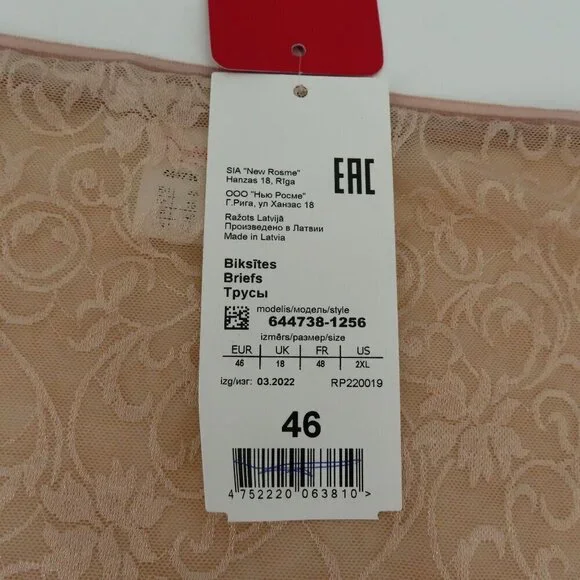 SIA "New Rosme"
Hanzas 18, Rīga
ООО "Нью Росме"
Г.Рига, ул Ханзас 18
Ražots Latvijā
Произведено в Латвии
Made in Latvia
EAC
Biksītes
Briefs
Трусы
modelis/модель/style
644738-1256
izmērs/размер/size
EUR UK FR US
46 18 48 2XL
izg/изг: 03.2022 RP220019
46
4 752220 063810 >